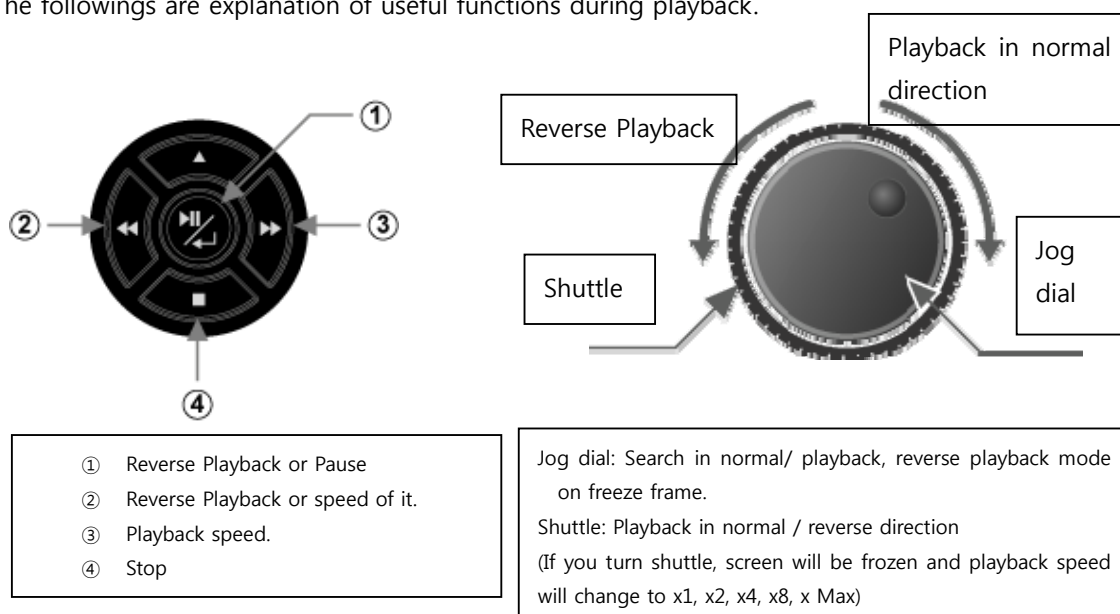 he followings are explanation of useful functions during playback.
Playback in normal
direction
Reverse Playback
①
②
③
Shuttle
Jog
dial
④
① Reverse Playback or Pause
② Reverse Playback or speed of it.
③ Playback speed.
④ Stop
Jog dial: Search in normal/ playback, reverse playback mode
on freeze frame.
Shuttle: Playback in normal / reverse direction
(If you turn shuttle, screen will be frozen and playback speed
will change to x1, x2, x4, x8, x Max)